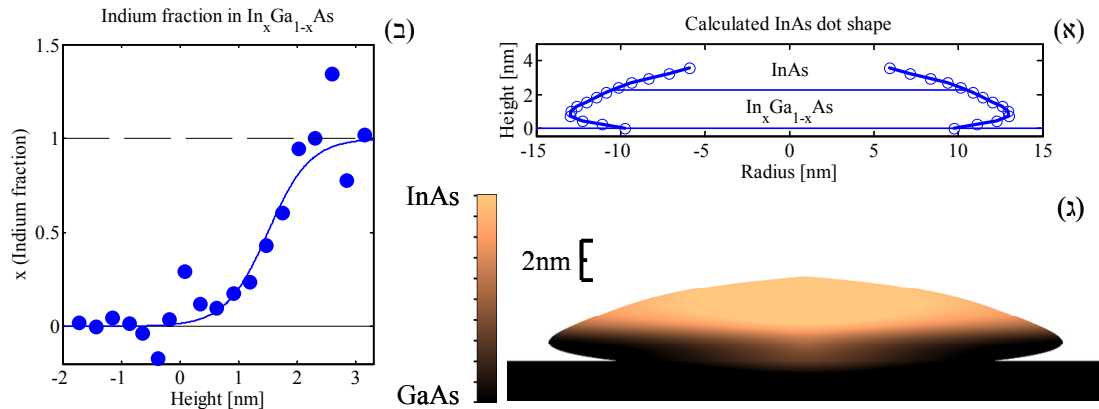 Indium fraction in InₓGa₁₋ₓAs
(ב)
1.5
1
0.5
0
x (Indium fraction)
-2
-1
0
1
2
3
Height [nm]
Calculated InAs dot shape
(א)
Height [nm]
4
2
0
InAs
InₓGa₁₋ₓAs
-15
-10
-5
0
5
10
15
Radius [nm]
InAs
GaAs
2nm
(ג)